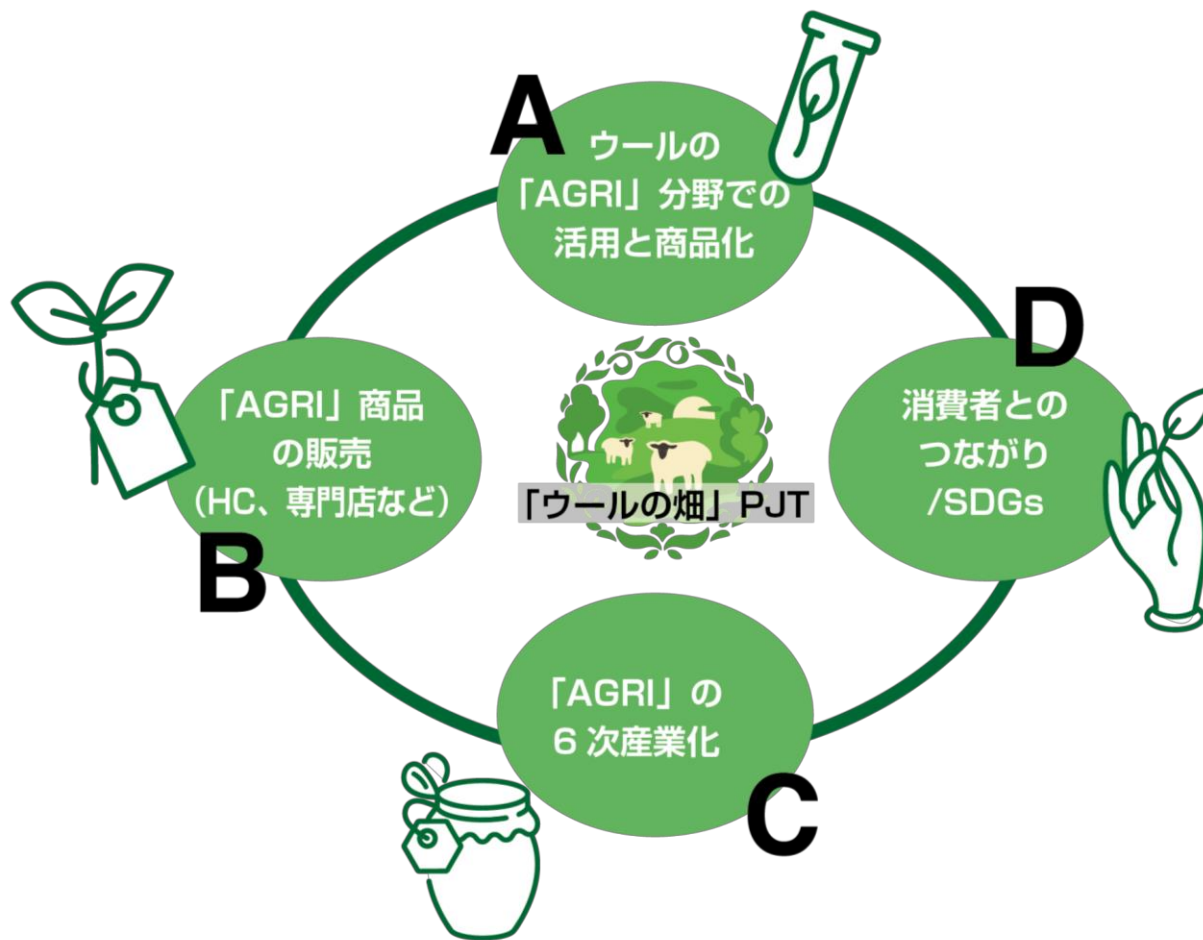 A
ウールの
「AGRI」分野での
活用と商品化
B
「AGRI」商品
の販売
（HC、専門店など）
「ウールの畑」PJT
D
消費者との
つながり
/SDGs
C
「AGRI」の
6次産業化